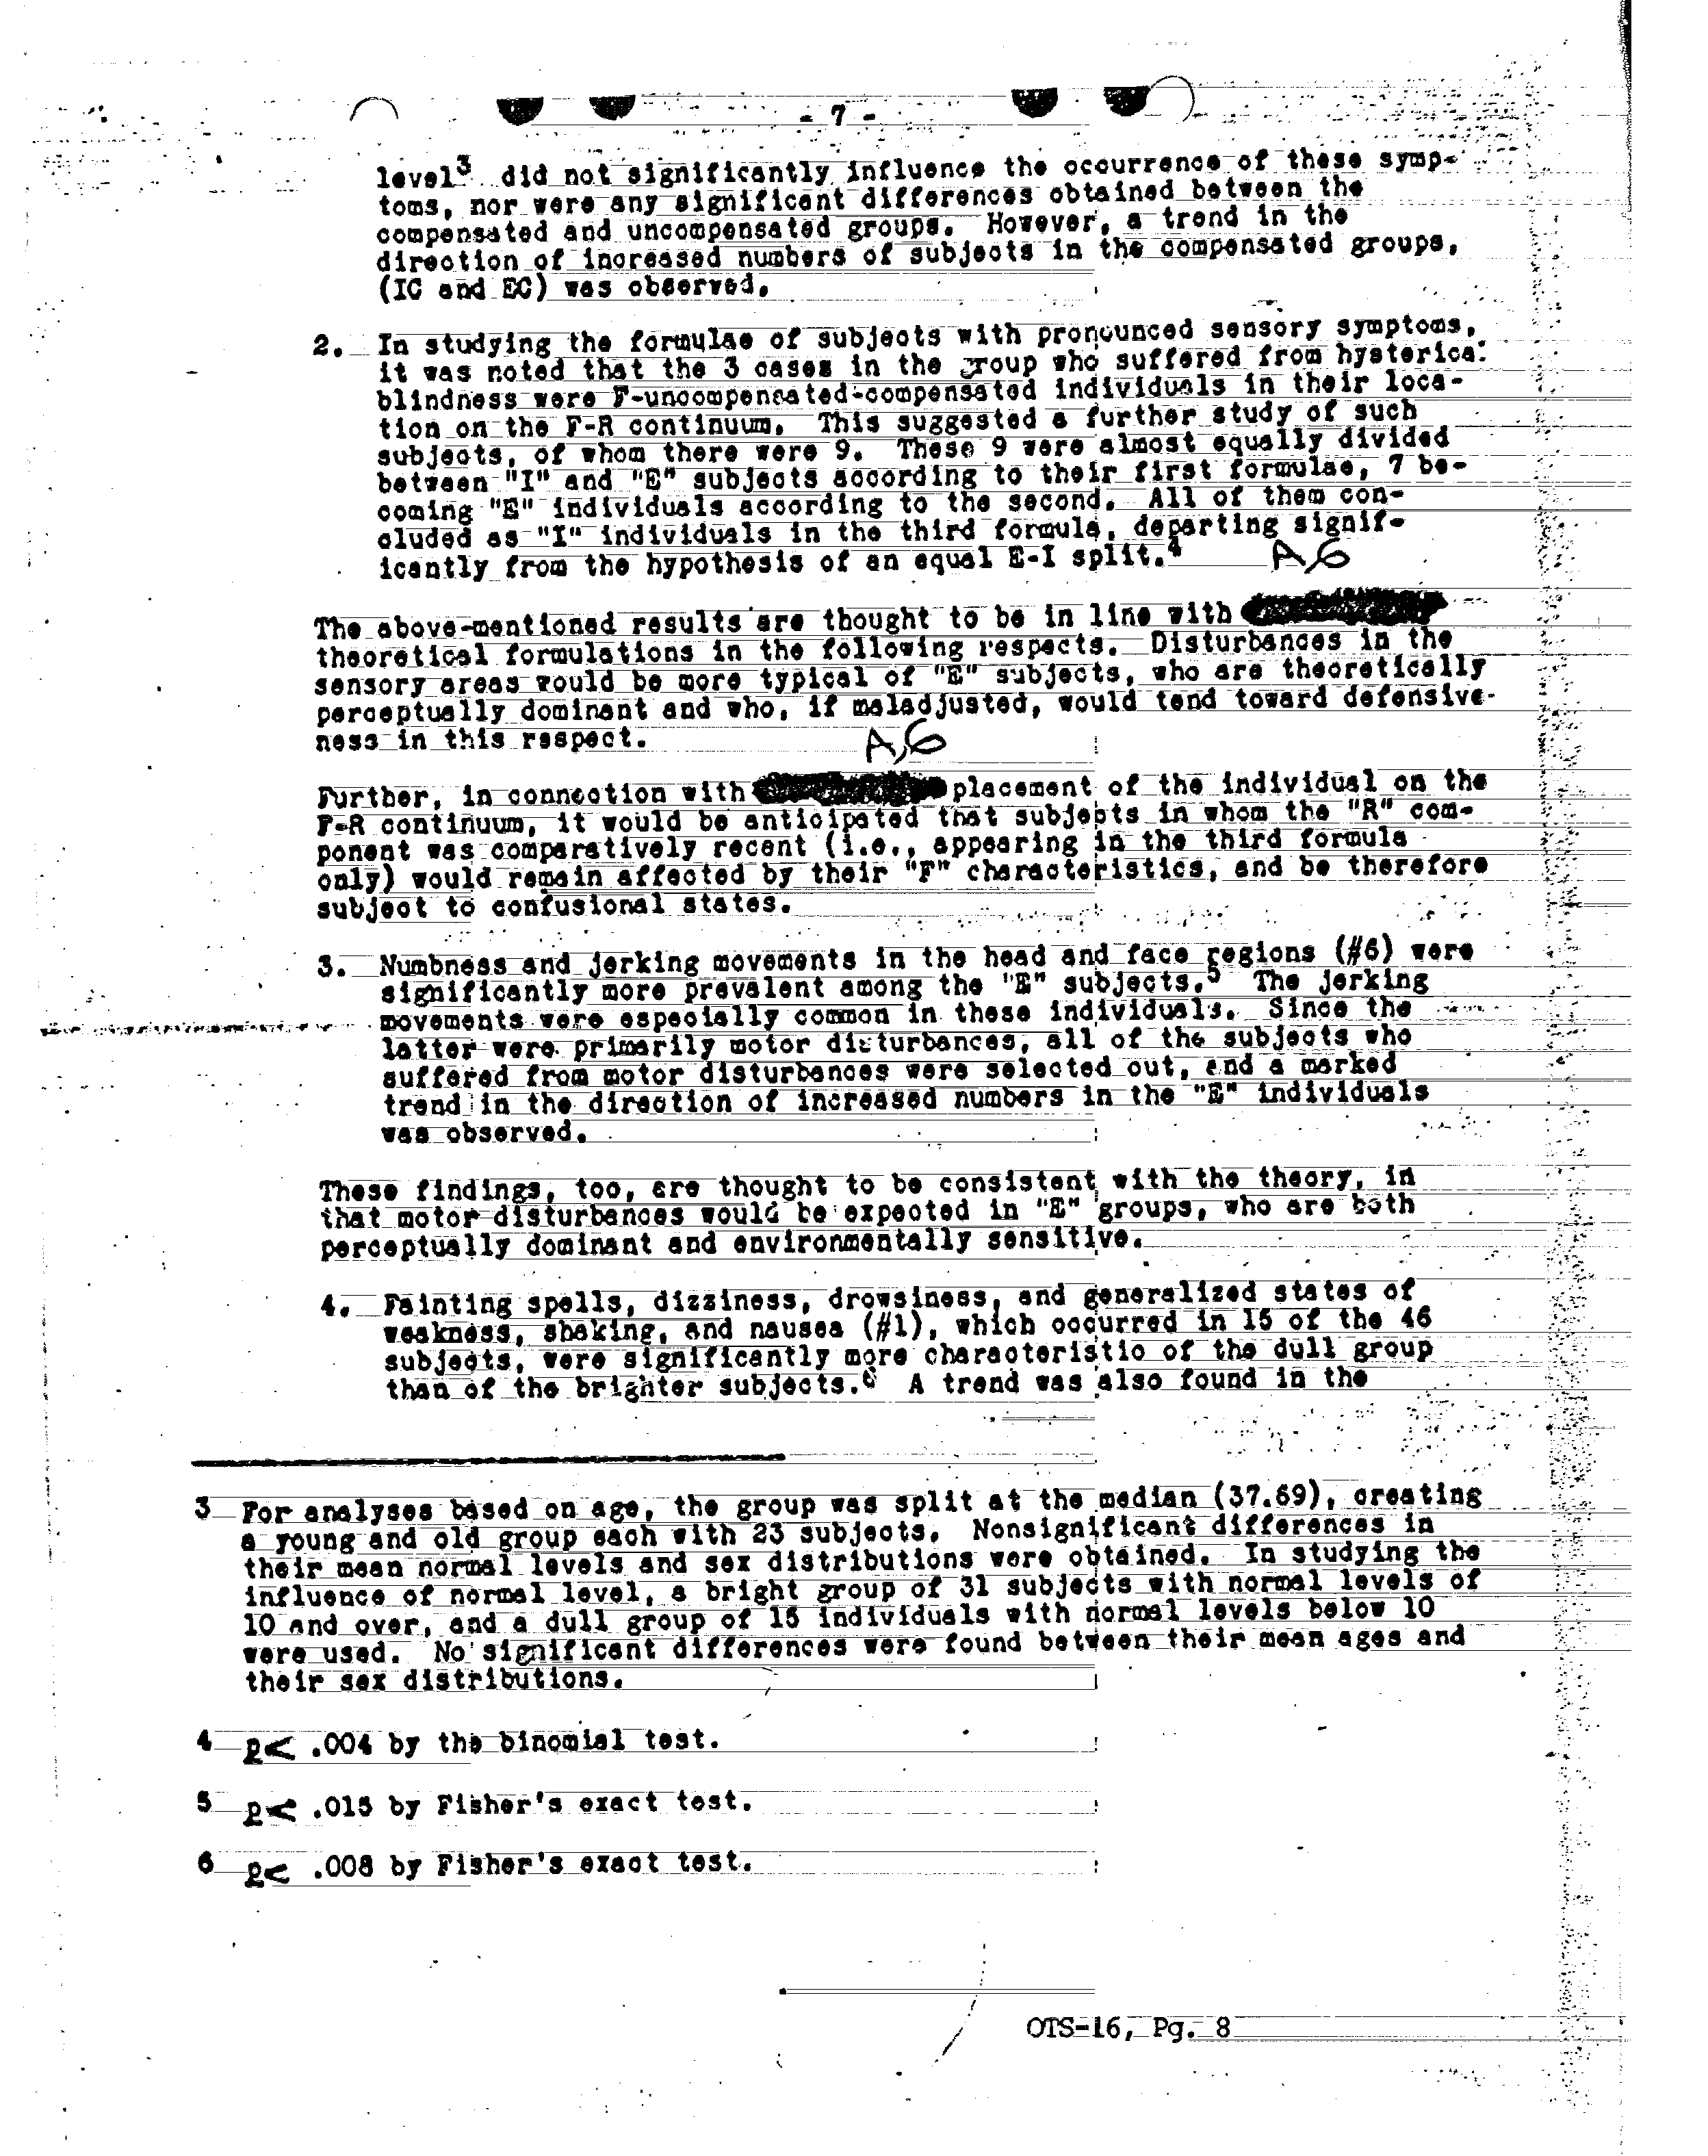 - 7 -
level3 did not significantly influence the occurrence of these symp-
toms, nor were any significant differences obtained between the
compensated and uncompensated groups. However, a trend in the
direction of increased numbers of subjects in the compensated groups,
(IC and EC) was observed.
2. In studying the formulae of subjects with pronounced sensory symptoms,
it was noted that the 3 cases in the group who suffered from hysterical
blindness were F-uncompensated-compensated individuals in their loca-
tion on the F-R continuum. This suggested a further study of such
subjects, of whom there were 9. These 9 were almost equally divided
between "I" and "E" subjects according to their first formulae, 7 be-
coming "E" individuals according to the second. All of them con-
cluded as "I" individuals in the third formula, departing signif-
icantly from the hypothesis of an equal E-I split.4 A,6
The above-mentioned results are thought to be in line with
theoretical formulations in the following respects. Disturbances in the
sensory areas would be more typical of "E" subjects, who are theoretically
perceptually dominant and who, if maladjusted, would tend toward defensive-
ness in this respect. A,6
Further, in connection with placement of the individual on the
F-R continuum, it would be anticipated that subjects in whom the "R" com-
ponent was comparatively recent (i.e., appearing in the third formula
only) would remain affected by their "F" characteristics, and be therefore
subject to confusional states.
3. Numbness and jerking movements in the head and face regions (#6) were
significantly more prevalent among the "E" subjects.5 The jerking
movements were especially common in these individuals. Since the
latter were primarily motor disturbances, all of the subjects who
suffered from motor disturbances were selected out, and a marked
trend in the direction of increased numbers in the "E" individuals
was observed.
These findings, too, are thought to be consistent with the theory, in
that motor disturbances would be expected in "E" groups, who are both
perceptually dominant and environmentally sensitive.
4. Fainting spells, dizziness, drowsiness, and generalized states of
weakness, shaking, and nausea (#1), which occurred in 15 of the 46
subjects, were significantly more characteristic of the dull group
than of the brighter subjects.6 A trend was also found in the
3 For analyses based on age, the group was split at the median (37.69), creating
a young and old group each with 23 subjects. Nonsignificant differences in
their mean normal levels and sex distributions were obtained. In studying the
influence of normal level, a bright group of 31 subjects with normal levels of
10 and over, and a dull group of 15 individuals with normal levels below 10
were used. No significant differences were found between their mean ages and
their sex distributions.
4 p< .004 by the binomial test.
5 p< .015 by Fisher's exact test.
6 p< .008 by Fisher's exact test.
OTS-16, Pg. 8